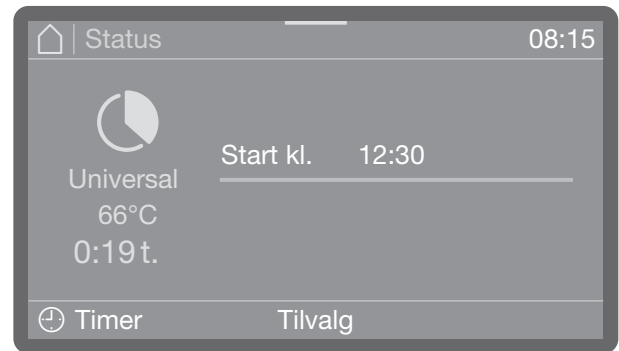 Status 08:15
Start kl. 12:30
Universal
66°C
0:19 t.
Timer Tilvalg